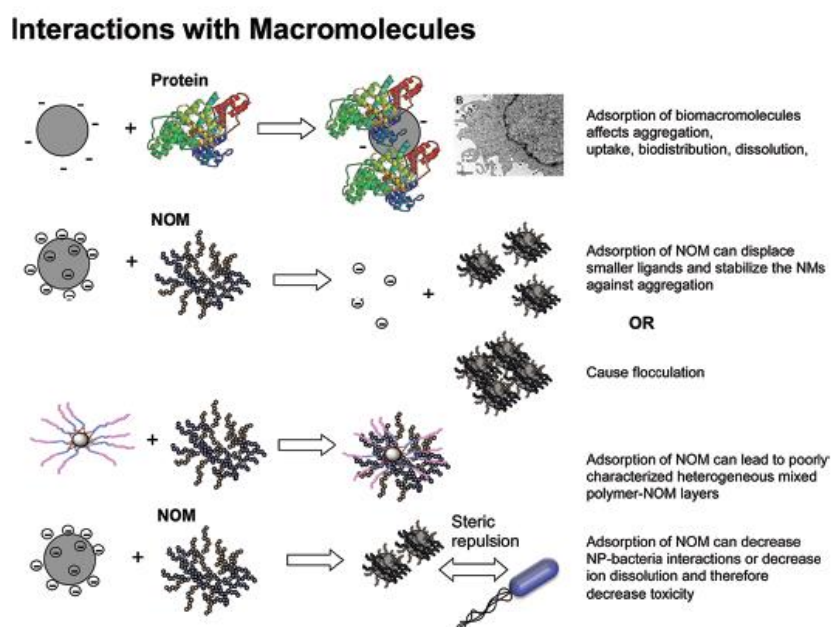 Interactions with Macromolecules
Protein
B
Adsorption of biomacromolecules
affects aggregation,
uptake, biodistribution, dissolution,
NOM
Adsorption of NOM can displace
smaller ligands and stabilize the NMs
against aggregation
OR
Cause flocculation
Adsorption of NOM can lead to poorly
characterized heterogeneous mixed
polymer-NOM layers
NOM
Steric
repulsion
Adsorption of NOM can decrease
NP-bacteria interactions or decrease
ion dissolution and therefore
decrease toxicity